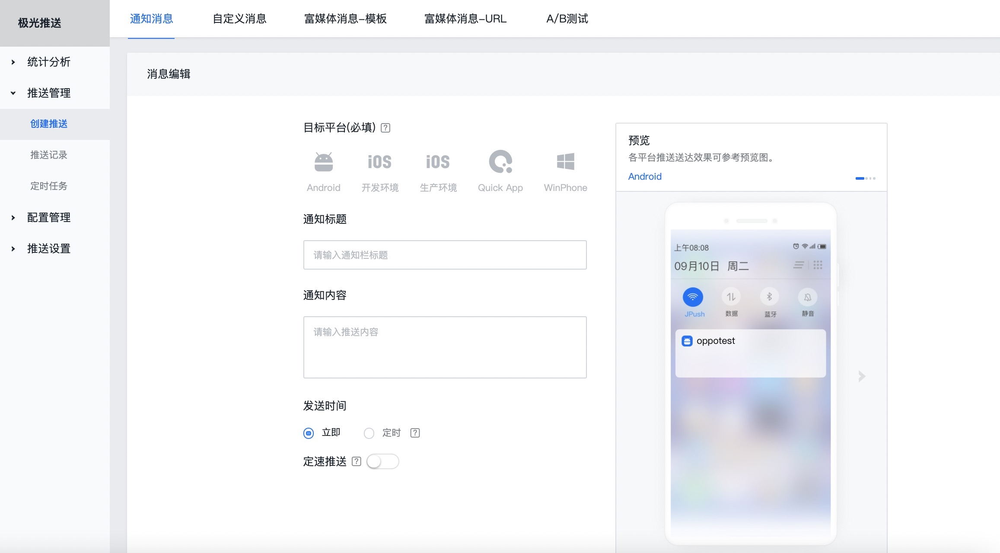 极光推送
通知消息
自定义消息
富媒体消息-模板
富媒体消息-URL
A/B测试
统计分析
推送管理
创建推送
推送记录
定时任务
配置管理
推送设置
消息编辑
目标平台(必填) ?
iOS
iOS
Android
开发环境
生产环境
Quick App
WinPhone
通知标题
请输入通知栏标题
通知内容
请输入推送内容
发送时间
立即
定时 ?
定速推送 ?
预览
各平台推送送达效果可参考预览图。
Android
上午08:08
09月10日 周二
JPush
数据
蓝牙
静音
oppotest